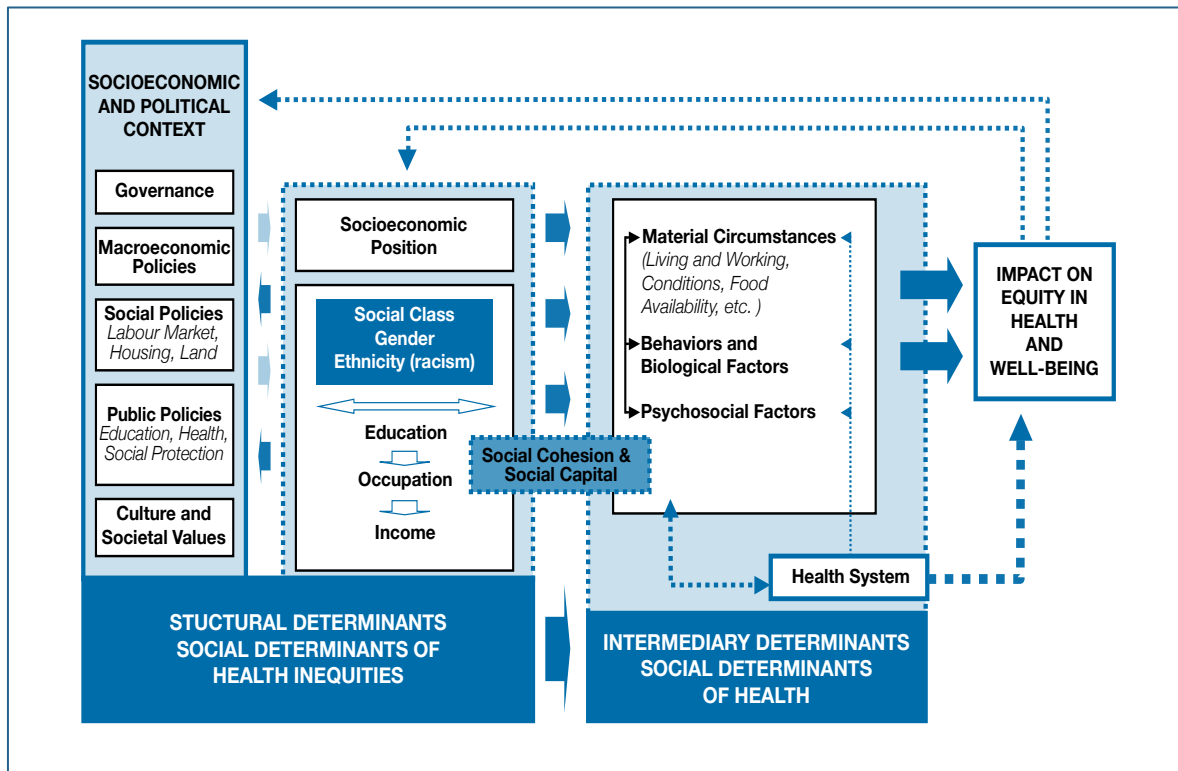 SOCIOECONOMIC
AND POLITICAL
CONTEXT
Governance
Macroeconomic
Policies
Social Policies
Labour Market,
Housing, Land
Public Policies
Education, Health,
Social Protection
Culture and
Societal Values
Socioeconomic
Position
Social Class
Gender
Ethnicity (racism)
Education
Occupation
Income
Social Cohesion &
Social Capital
Material Circumstances
(Living and Working,
Conditions, Food
Availability, etc. )
Behaviors and
Biological Factors
Psychosocial Factors
Health System
IMPACT ON
EQUITY IN
HEALTH
AND
WELL-BEING
STUCTURAL DETERMINANTS
SOCIAL DETERMINANTS OF
HEALTH INEQUITIES
INTERMEDIARY DETERMINANTS
SOCIAL DETERMINANTS
OF HEALTH